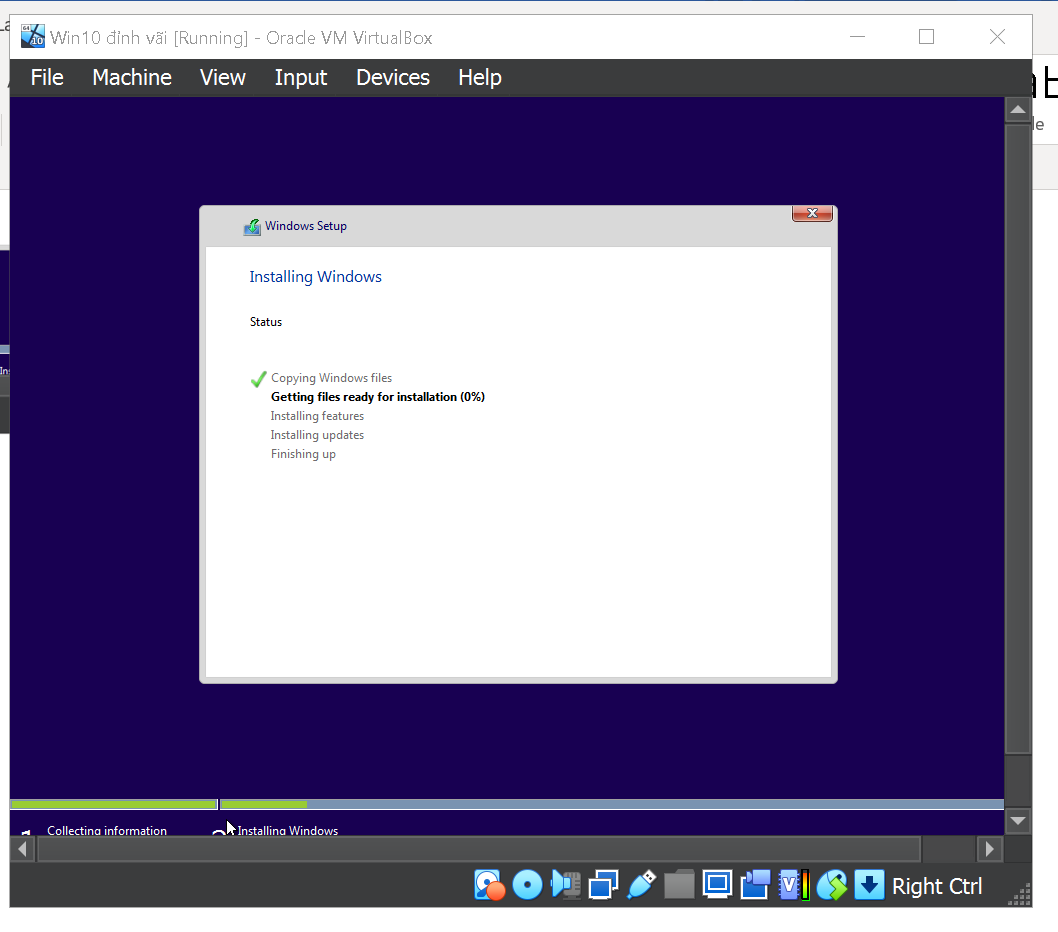 Win10 đỉnh vãi [Running] - Oracle VM VirtualBox
File Machine View Input Devices Help
Windows Setup
Installing Windows
Status
Copying Windows files
Getting files ready for installation (0%)
Installing features
Installing updates
Finishing up
Collecting information
Installing Windows
Right Ctrl